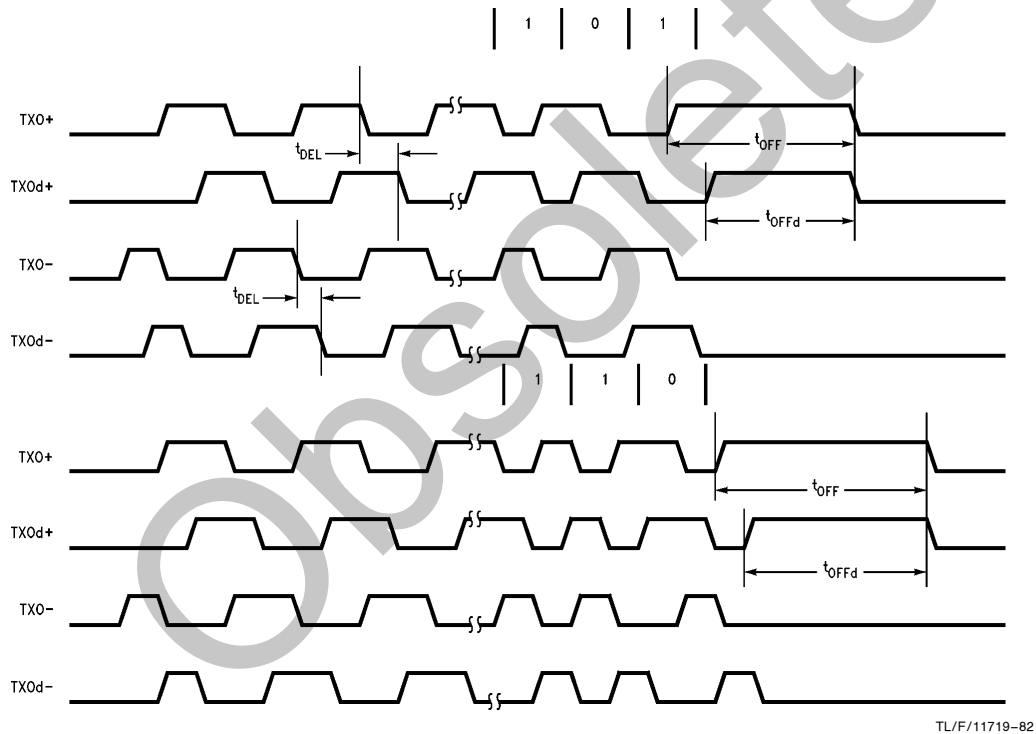 1 0 1
TXO+
tOFF
tDEL
TXOd+
tOFFd
TXO-
tDEL
TXOd-
1 1 0
TXO+
tOFF
TXOd+
tOFFd
TXO-
TXOd-
TL/F/11719-82
Obsolete